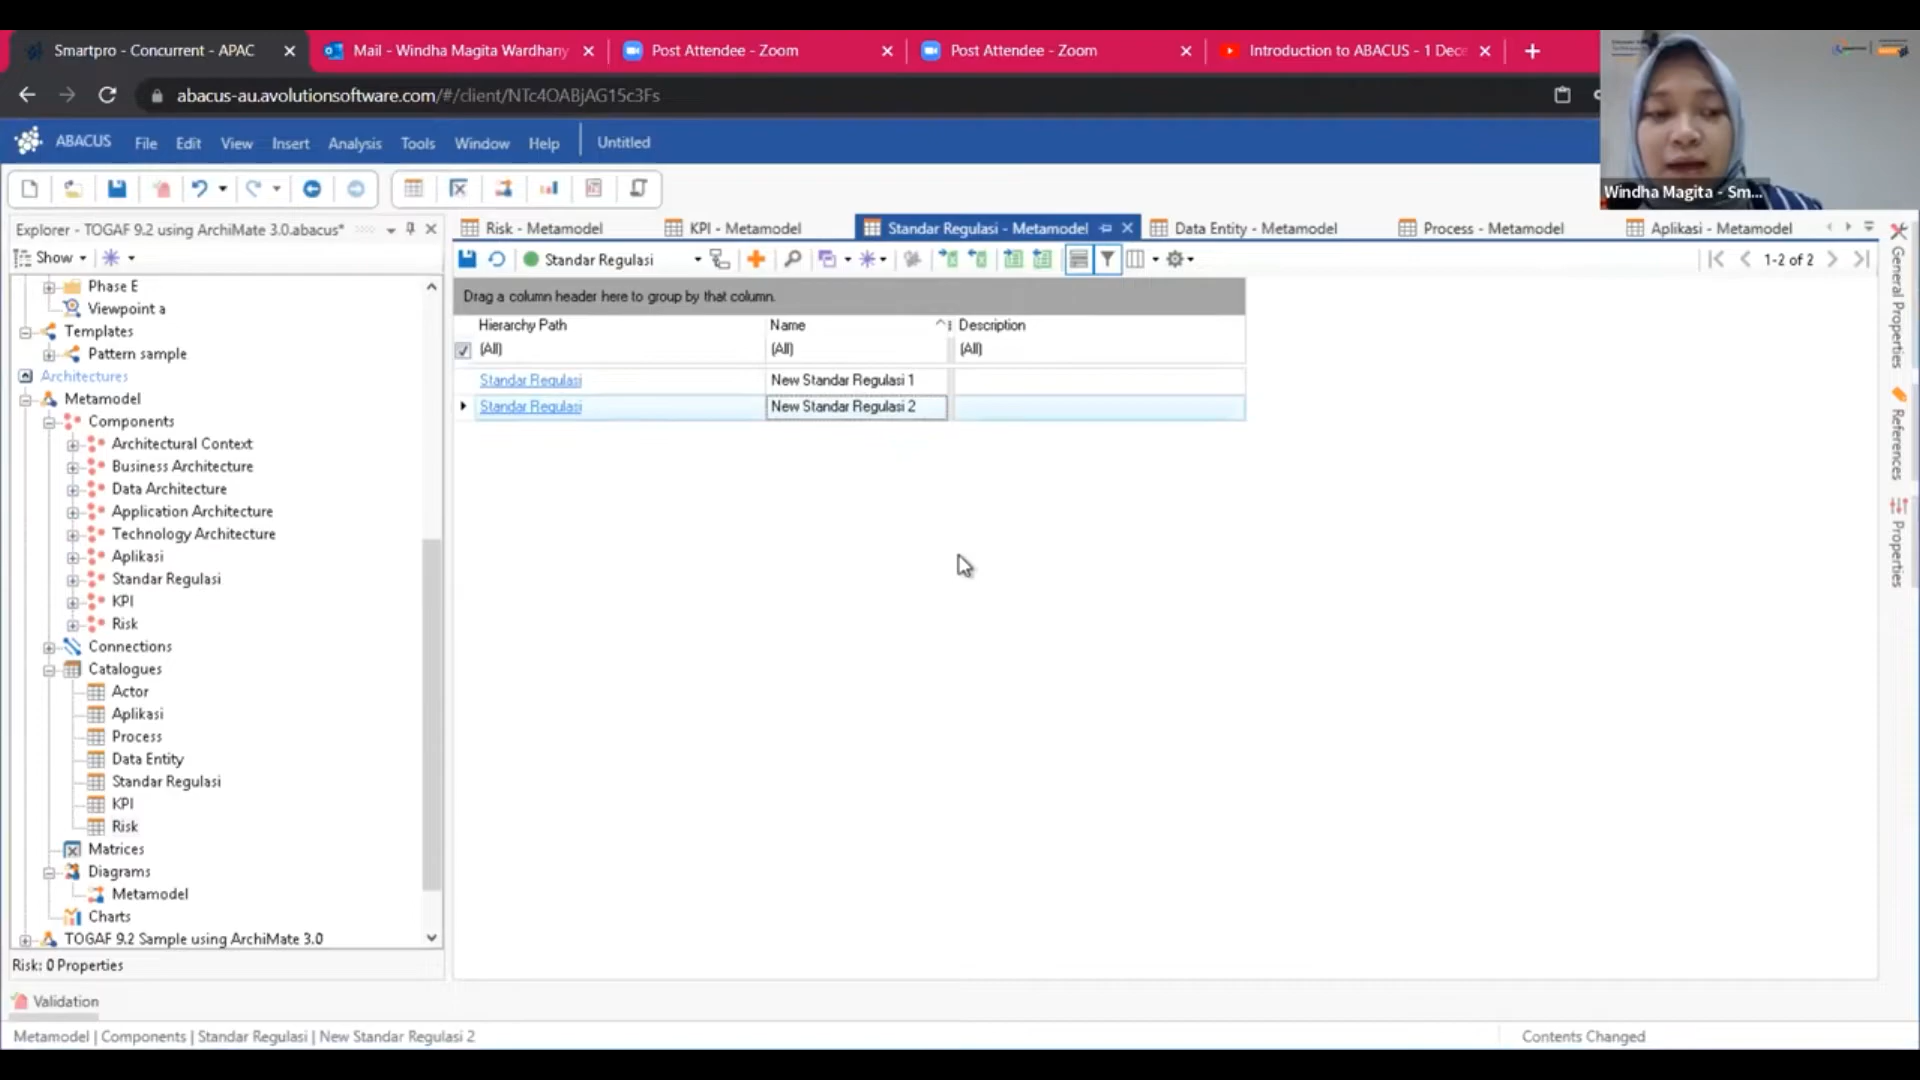 Smartpro - Concurrent - APAC
Mail - Windha Magita Wardhany
Post Attendee - Zoom
Post Attendee - Zoom
Introduction to ABACUS - 1 Dec
abacus-au.avolutionsoftware.com/#/client/NTc4OABjAG15c3Fs
ABACUS File Edit View Insert Analysis Tools Window Help Untitled
Windha Magita - Sm...
Explorer - TOGAF 9.2 using ArchiMate 3.0.abacus*
Show
Phase E
Viewpoint a
Templates
Pattern sample
Architectures
Metamodel
Components
Architectural Context
Business Architecture
Data Architecture
Application Architecture
Technology Architecture
Aplikasi
Standar Regulasi
KPI
Risk
Connections
Catalogues
Actor
Aplikasi
Process
Data Entity
Standar Regulasi
KPI
Risk
Matrices
Diagrams
Metamodel
Charts
TOGAF 9.2 Sample using ArchiMate 3.0
Risk: 0 Properties
Risk - Metamodel
KPI - Metamodel
Standar Regulasi - Metamodel
Data Entity - Metamodel
Process - Metamodel
Aplikasi - Metamodel
Standar Regulasi
1-2 of 2
Drag a column header here to group by that column.
Hierarchy Path Name Description
(All) (All) (All)
Standar Regulasi New Standar Regulasi 1
Standar Regulasi New Standar Regulasi 2
General Properties
References
Properties
Validation
Metamodel | Components | Standar Regulasi | New Standar Regulasi 2
Contents Changed